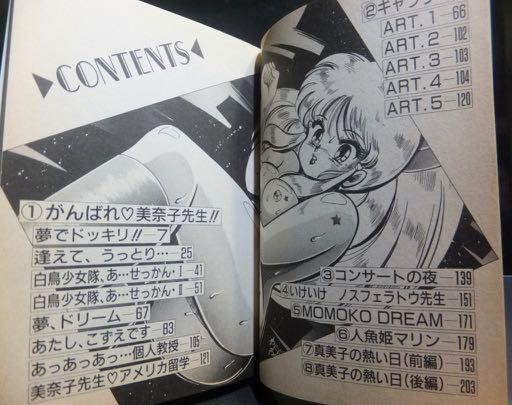 CONTENTS
①がんばれ♡美奈子先生!!
夢でドッキリ!!—7
逢えて、うっとり…—25
白鳥少女隊、あ…せっかん・Ⅰ—41
白鳥少女隊、あ…せっかん・Ⅱ—51
夢、ドリーム—67
あたし、こずえです—83
あっあっあっ…個人教授—105
美奈子先生♡アメリカ留学—121
ART.1—66
ART.2—102
ART.3—103
ART.4—104
ART.5—120
③コンサートの夜—139
④いけいけ ノスフェラトウ先生—151
⑤MOMOKO DREAM—171
⑥人魚姫マリン—179
⑦真美子の熱い日(前編)—193
⑧真美子の熱い日(後編)—203